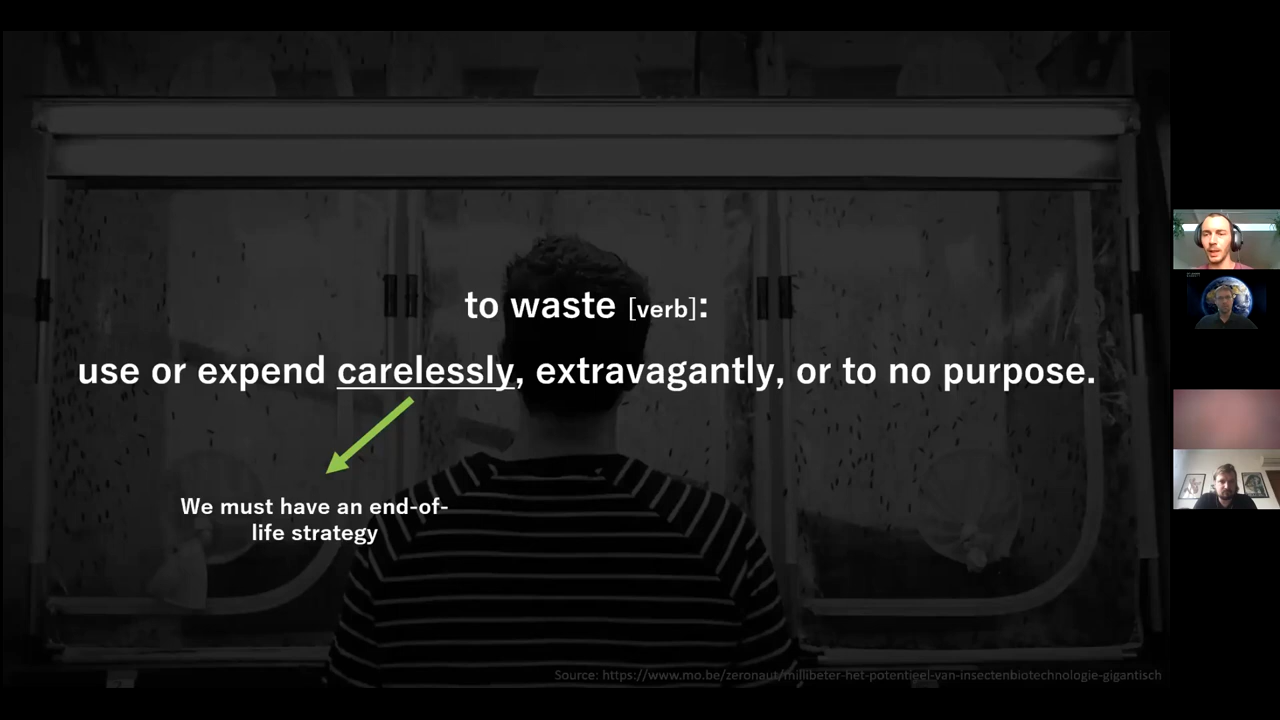 to waste [verb]:
use or expend carelessly, extravagantly, or to no purpose.
We must have an end-of-
life strategy
Source: https://www.mo.be/zeronaut/millibeter-het-potentieel-van-insectenbiotechnologie-gigantisch